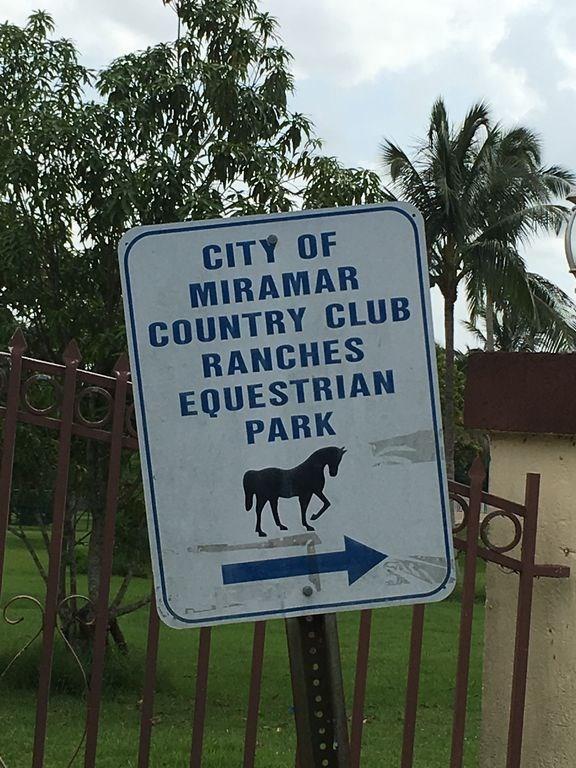 CITY OF
MIRAMAR
COUNTRY CLUB
RANCHES
EQUESTRIAN
PARK